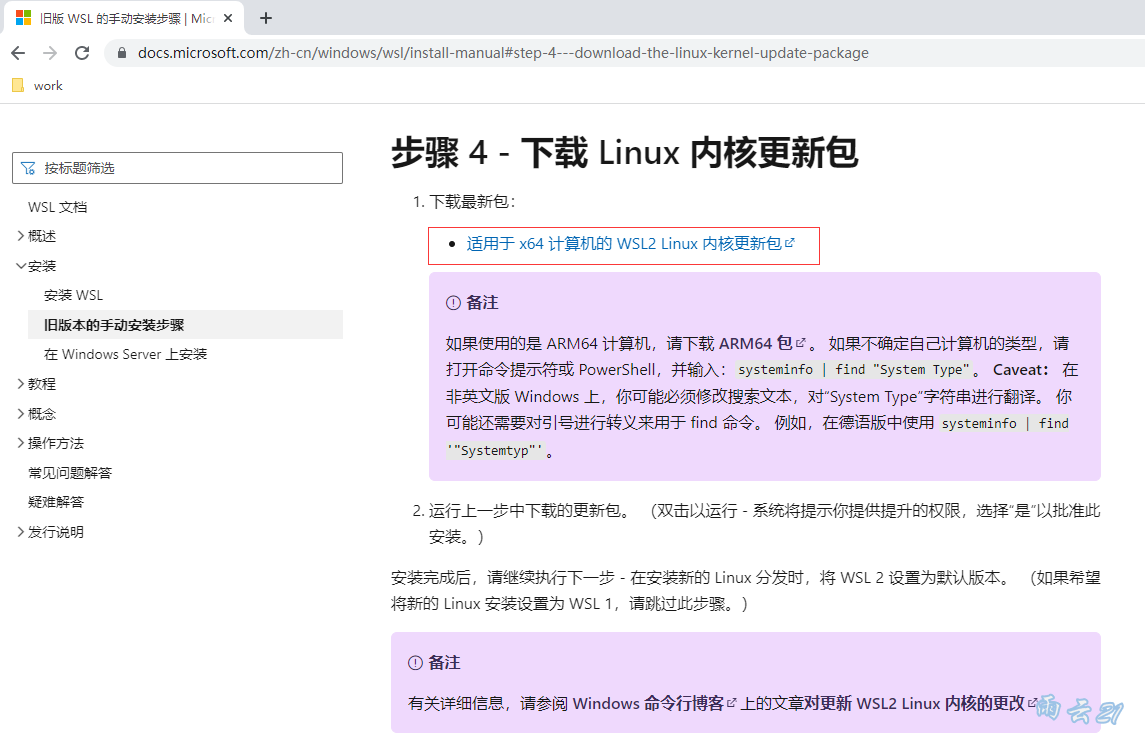 旧版 WSL 的手动安装步骤 | Mic
docs.microsoft.com/zh-cn/windows/wsl/install-manual#step-4---download-the-linux-kernel-update-package
work
按标题筛选
WSL 文档
概述
安装
安装 WSL
旧版本的手动安装步骤
在 Windows Server 上安装
教程
概念
操作方法
常见问题解答
疑难解答
发行说明
步骤 4 - 下载 Linux 内核更新包
1. 下载最新包：
适用于 x64 计算机的 WSL2 Linux 内核更新包
备注
如果使用的是 ARM64 计算机，请下载 ARM64 包。 如果不确定自己计算机的类型，请
打开命令提示符或 PowerShell，并输入：systeminfo | find "System Type"。 Caveat： 在
非英文版 Windows 上，你可能必须修改搜索文本，对“System Type”字符串进行翻译。 你
可能还需要对引号进行转义来用于 find 命令。 例如，在德语版中使用 systeminfo | find
'"Systemtyp"'。
2. 运行上一步中下载的更新包。 （双击以运行 - 系统将提示你提供提升的权限，选择“是”以批准此
安装。）
安装完成后，请继续执行下一步 - 在安装新的 Linux 分发时，将 WSL 2 设置为默认版本。 （如果希望
将新的 Linux 安装设置为 WSL 1，请跳过此步骤。）
备注
有关详细信息，请参阅 Windows 命令行博客上的文章对更新 WSL2 Linux 内核的更改
雨云21